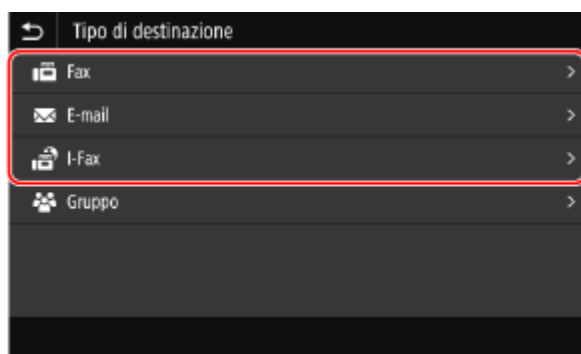 Tipo di destinazione
Fax
E-mail
I-Fax
Gruppo